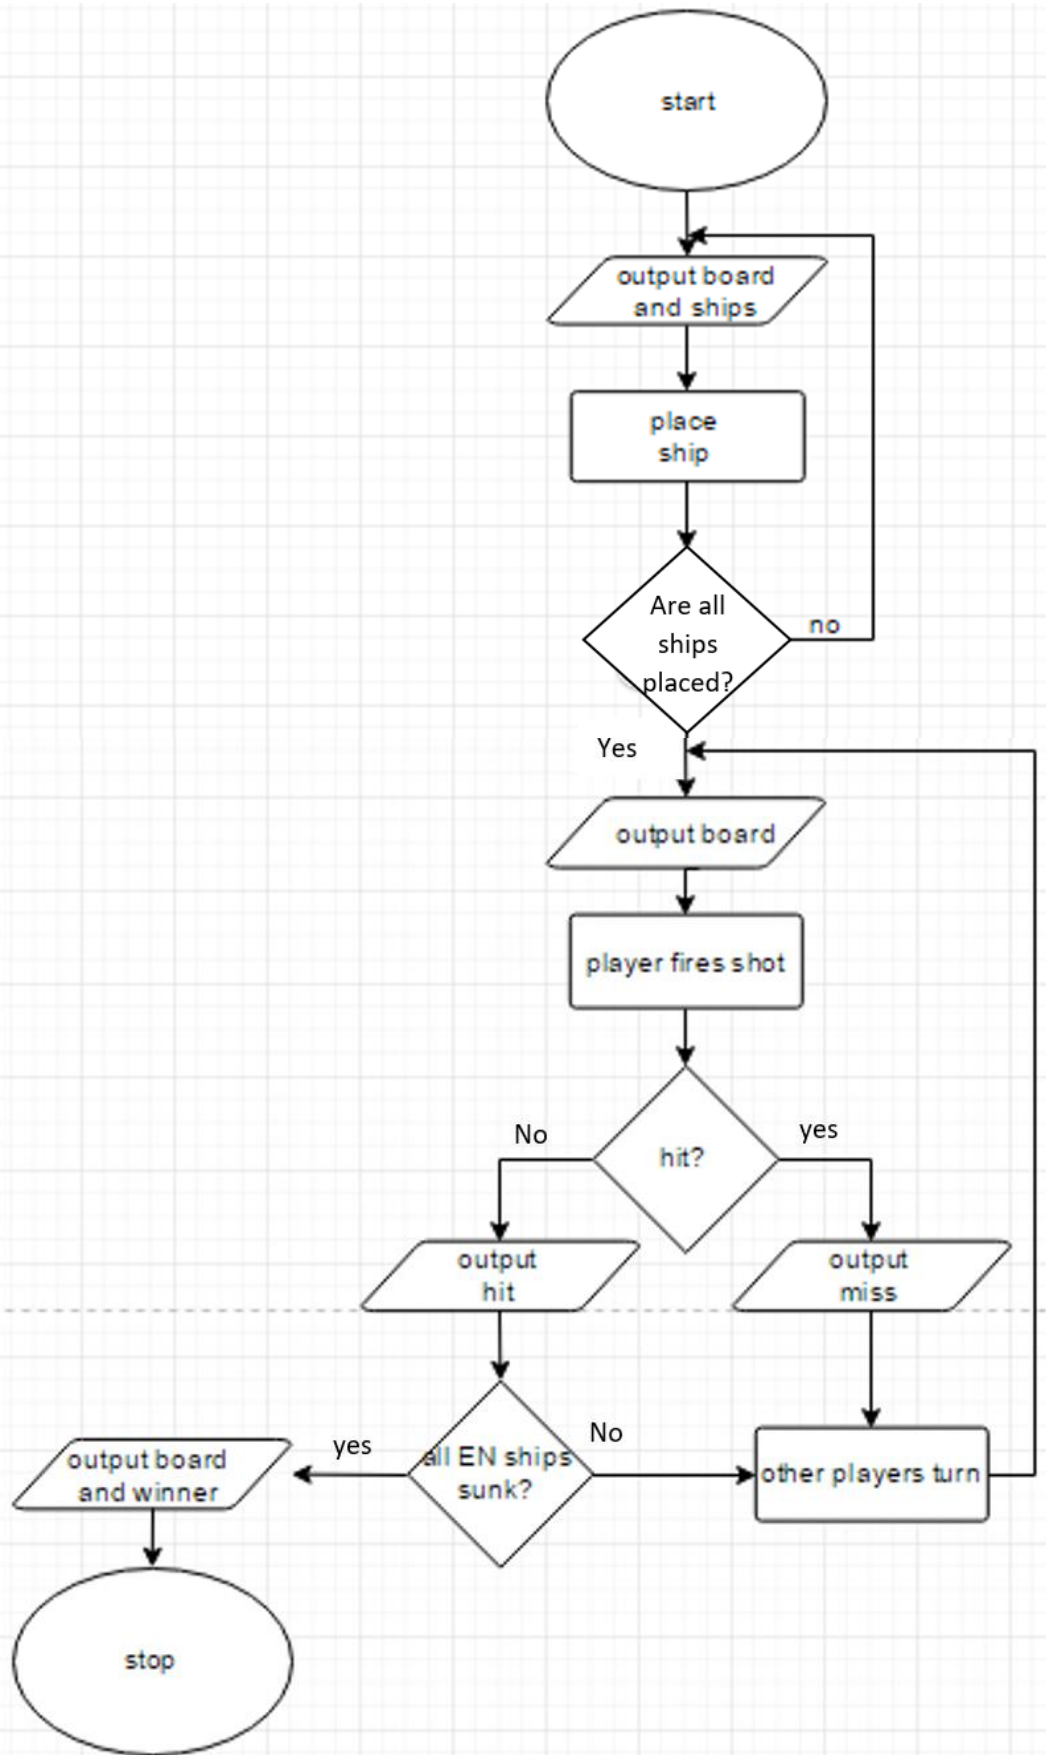 start
output board
and ships
place
ship
Are all
ships
placed?
no
Yes
output board
player fires shot
hit?
No
yes
output
hit
output
miss
all EN ships
sunk?
yes
No
output board
and winner
other players turn
stop